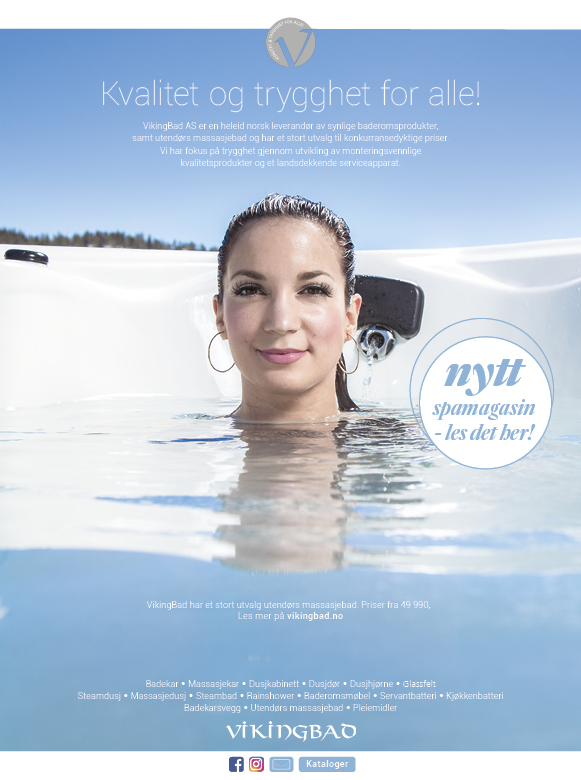 Kvalitet og trygghet for alle!
VikingBad AS er en heleid norsk leverandør av synlige baderomsprodukter,
samt utendørs massasjebad og har et stort utvalg til konkurransedyktige priser
Vi har fokus på trygghet gjennom utvikling av monteringsvennlige
kvalitetsprodukter og et landsdekkende serviceapparat.
nytt
spamagasin
- les det her!
VikingBad har et stort utvalg utendørs massasjebad. Priser fra 49 990,
Les mer på vikingbad.no
Badekar • Massasjekar • Dusjkabinett • Dusjdør • Dusjhjørne • Glassfelt
Steamdusj • Massasjedusj • Steambad • Rainshower • Baderomsmøbel • Servantbatteri • Kjøkkenbatteri
Badekarsvegg • Utendørs massasjebad • Pleiemidler
VIKINGBAD
Kataloger